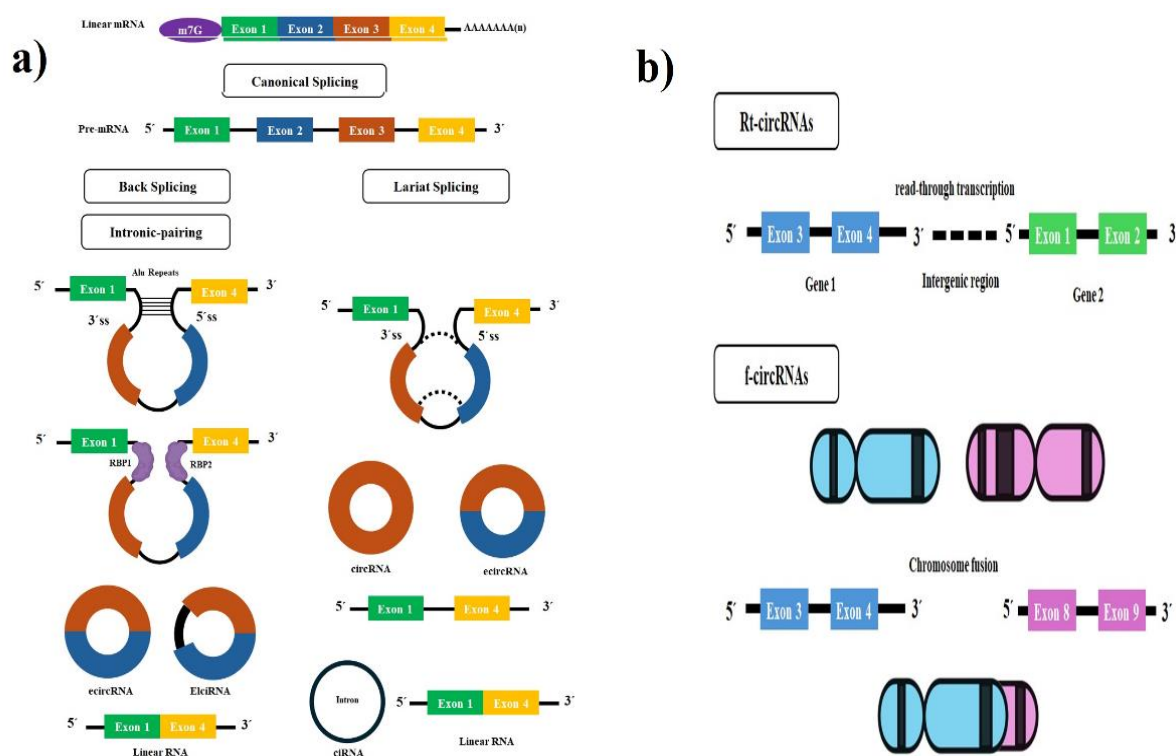 a)
Linear mRNA m7G Exon 1 Exon 2 Exon 3 Exon 4 AAAAAAA(n)
Canonical Splicing
Pre-mRNA 5´ Exon 1 Exon 2 Exon 3 Exon 4 3´
Back Splicing
Lariat Splicing
Intronic-pairing
Alu Repeats
5´ Exon 1 Exon 4 3´
3´ss 5´ss
5´ Exon 1 Exon 4 3´
3´ss 5´ss
5´ Exon 1 Exon 4 3´
RBP1 RBP2
circRNA
ecircRNA
5´ Exon 1 Exon 4 3´
ecircRNA
ElciRNA
Intron
ciRNA
5´ Exon 1 Exon 4 3´
Linear RNA
5´ Exon 1 Exon 4 3´
Linear RNA
b)
Rt-circRNAs
read-through transcription
5´ Exon 3 Exon 4 3´ 5´ Exon 1 Exon 2 3´
Gene 1
Intergenic region
Gene 2
f-circRNAs
Chromosome fusion
5´ Exon 3 Exon 4 3´ 5´ Exon 8 Exon 9 3´